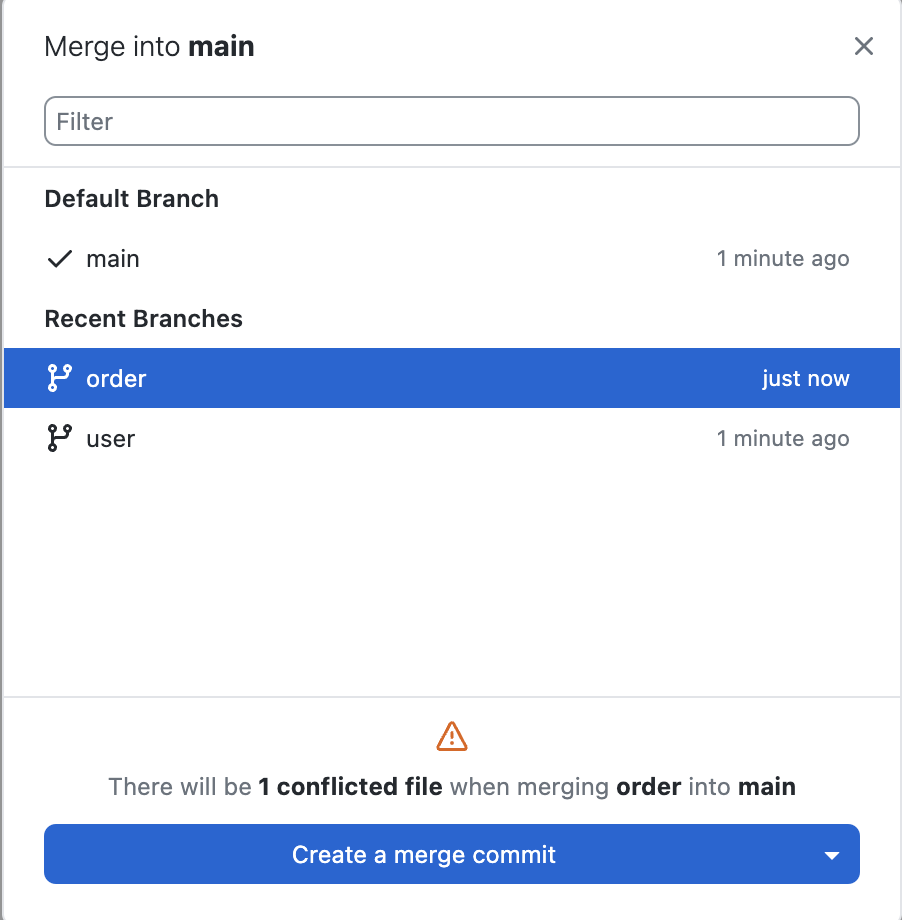 Merge into main
Filter
Default Branch
main 1 minute ago
Recent Branches
order just now
user 1 minute ago
There will be 1 conflicted file when merging order into main
Create a merge commit